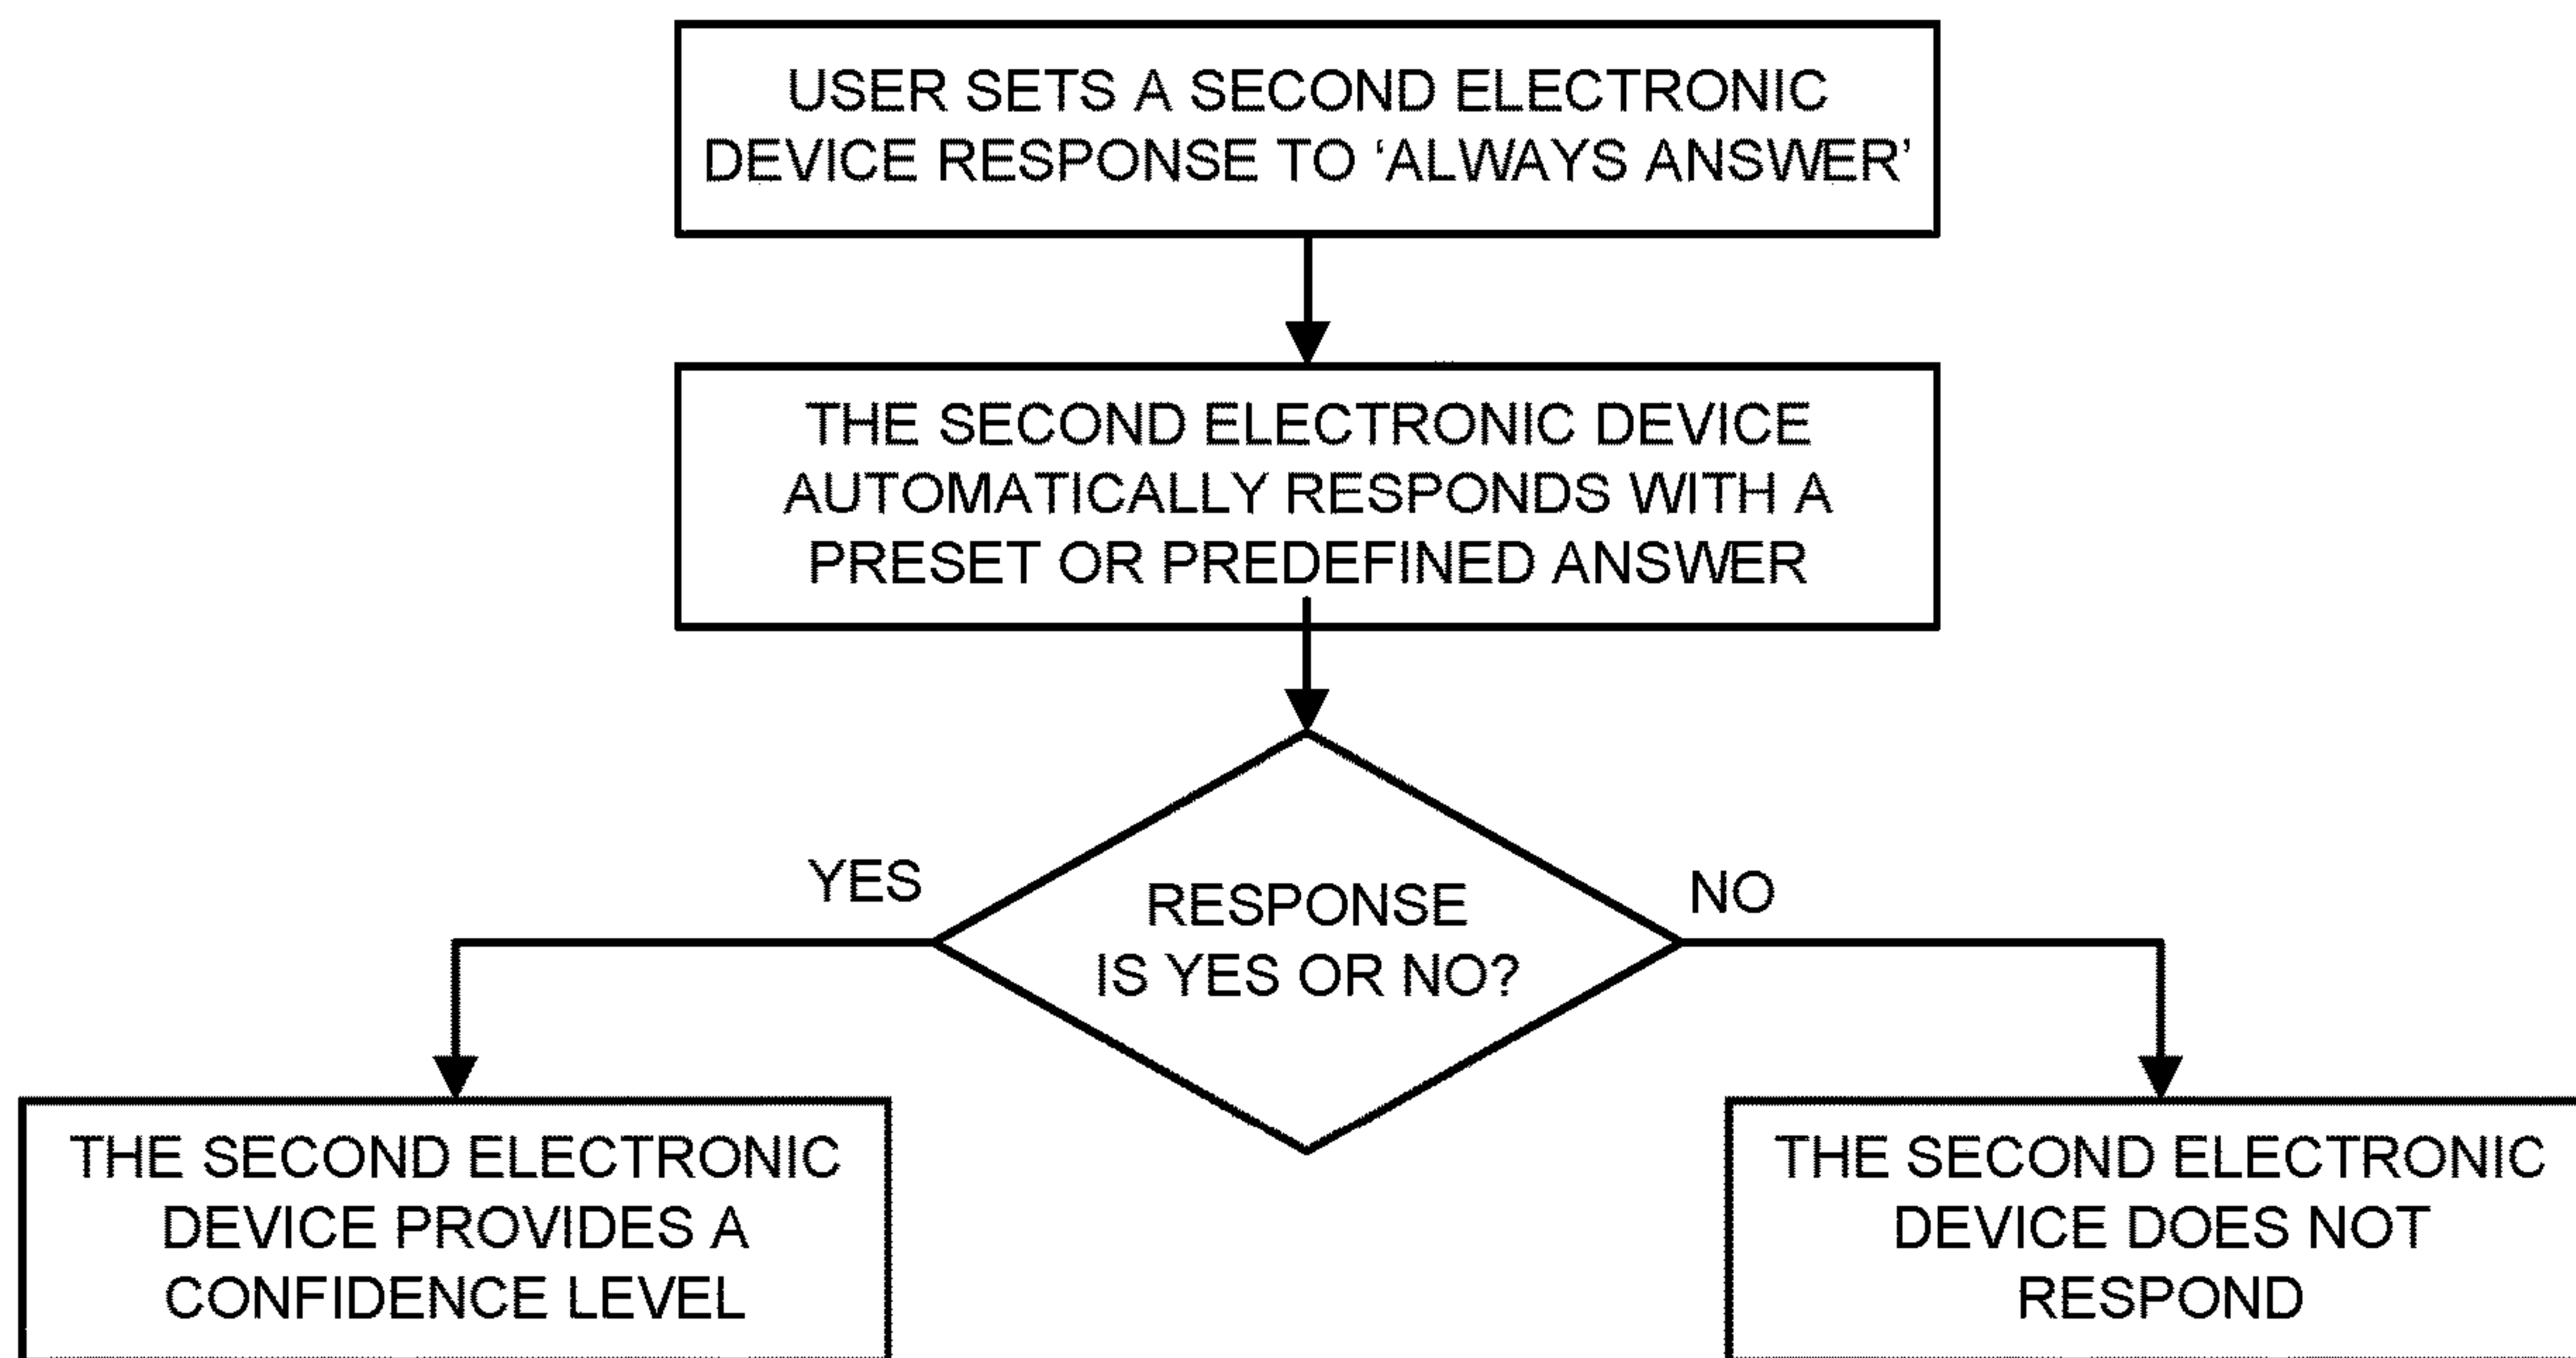 USER SETS A SECOND ELECTRONIC
DEVICE RESPONSE TO ‘ALWAYS ANSWER’
THE SECOND ELECTRONIC DEVICE
AUTOMATICALLY RESPONDS WITH A
PRESET OR PREDEFINED ANSWER
YES
NO
RESPONSE
IS YES OR NO?
THE SECOND ELECTRONIC
DEVICE PROVIDES A
CONFIDENCE LEVEL
THE SECOND ELECTRONIC
DEVICE DOES NOT
RESPOND